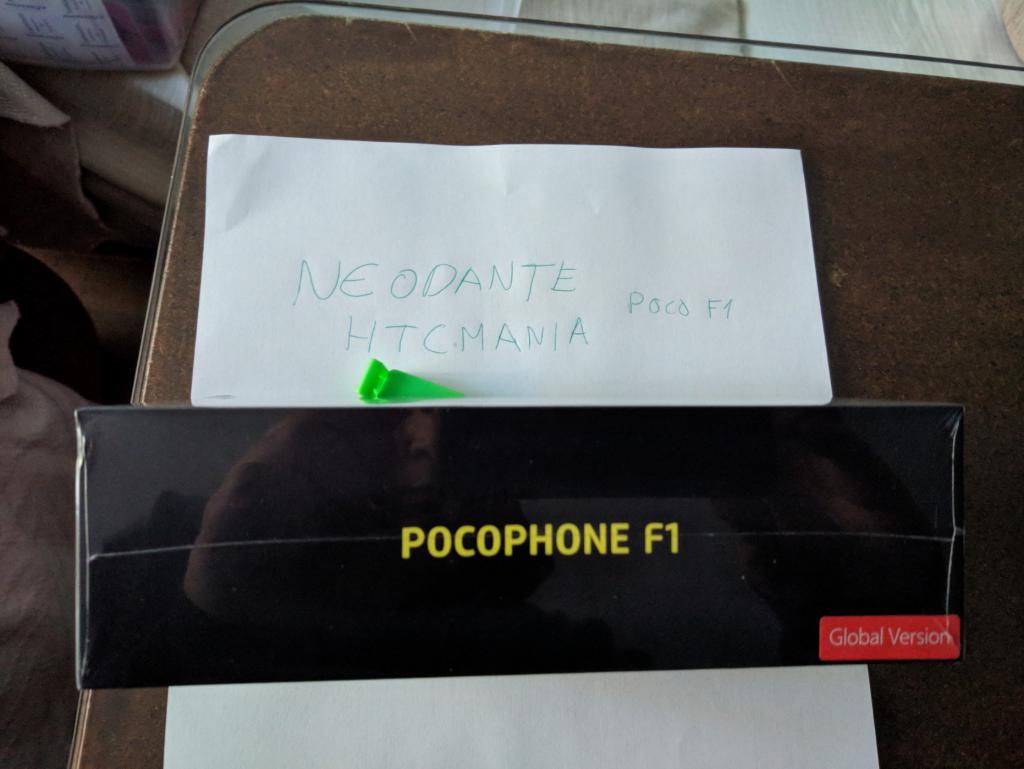 NEODANTE
HTCMANIA
POCO F1
POCOPHONE F1
Global Version